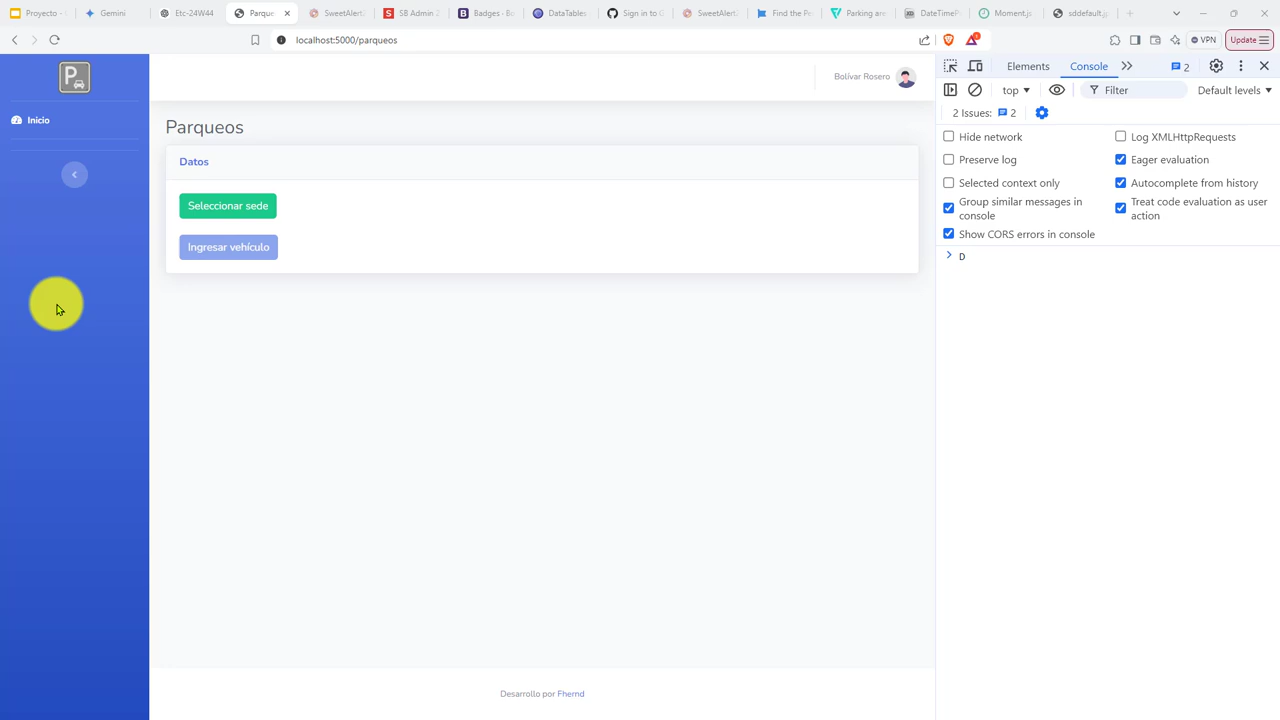 Proyecto -
Gemini
Etc-24W44
Parque
SweetAlert2
SB Admin 2
Badges - Bo
DataTables
Sign in to G
SweetAlert2
Find the Pe
Parking are
DateTimeP
Moment.js
sddefault.jp
localhost:5000/parqueos
VPN
Update
P
Inicio
Bolívar Rosero
Parqueos
Datos
Seleccionar sede
Ingresar vehículo
Desarrollo por Fhernd
Elements
Console
2
top
Filter
Default levels
2 Issues: 2
Hide network
Log XMLHttpRequests
Preserve log
Eager evaluation
Selected context only
Autocomplete from history
Group similar messages in
console
Treat code evaluation as user
action
Show CORS errors in console
D